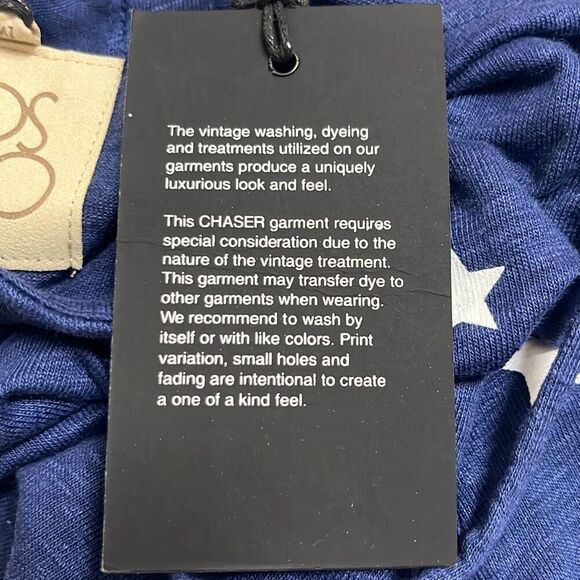 The vintage washing, dyeing
and treatments utilized on our
garments produce a uniquely
luxurious look and feel.
This CHASER garment requires
special consideration due to the
nature of the vintage treatment.
This garment may transfer dye to
other garments when wearing.
We recommend to wash by
itself or with like colors. Print
variation, small holes and
fading are intentional to create
a one of a kind feel.